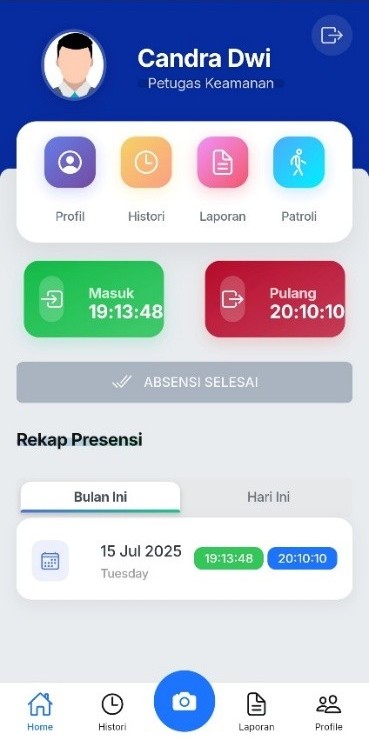 Candra Dwi
Petugas Keamanan
Profil
Histori
Laporan
Patroli
Masuk
19:13:48
Pulang
20:10:10
ABSENSI SELESAI
Rekap Presensi
Bulan Ini
Hari Ini
15 Jul 2025
19:13:48
20:10:10
Tuesday
Home
Histori
Laporan
Profile